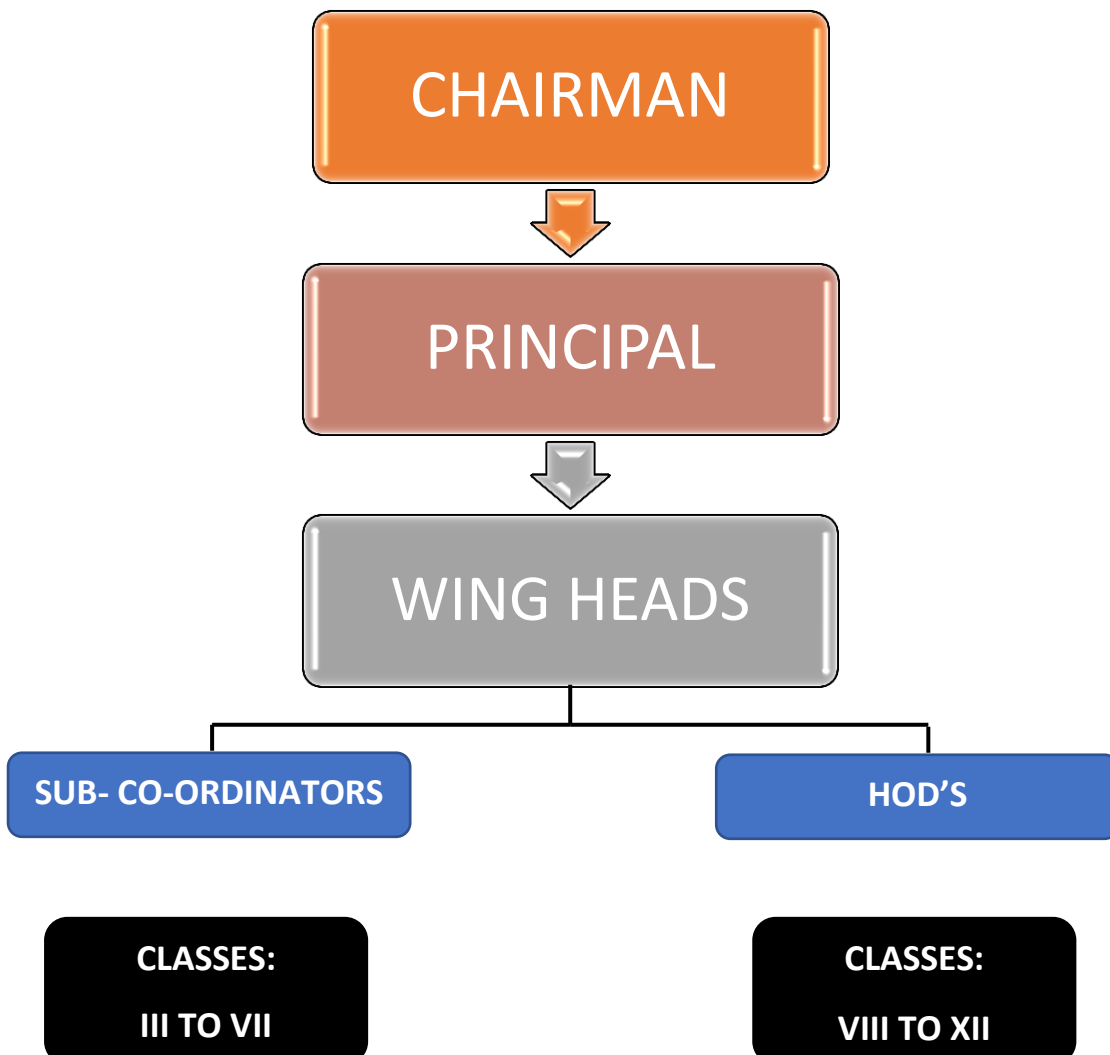 CHAIRMAN
PRINCIPAL
WING HEADS
SUB- CO-ORDINATORS
HOD’S
CLASSES:
III TO VII
CLASSES:
VIII TO XII